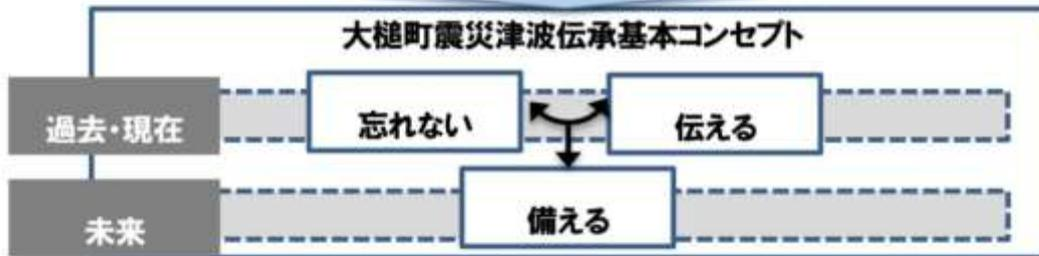 大槌町震災津波伝承基本コンセプト
過去・現在
忘れない
伝える
未来
備える